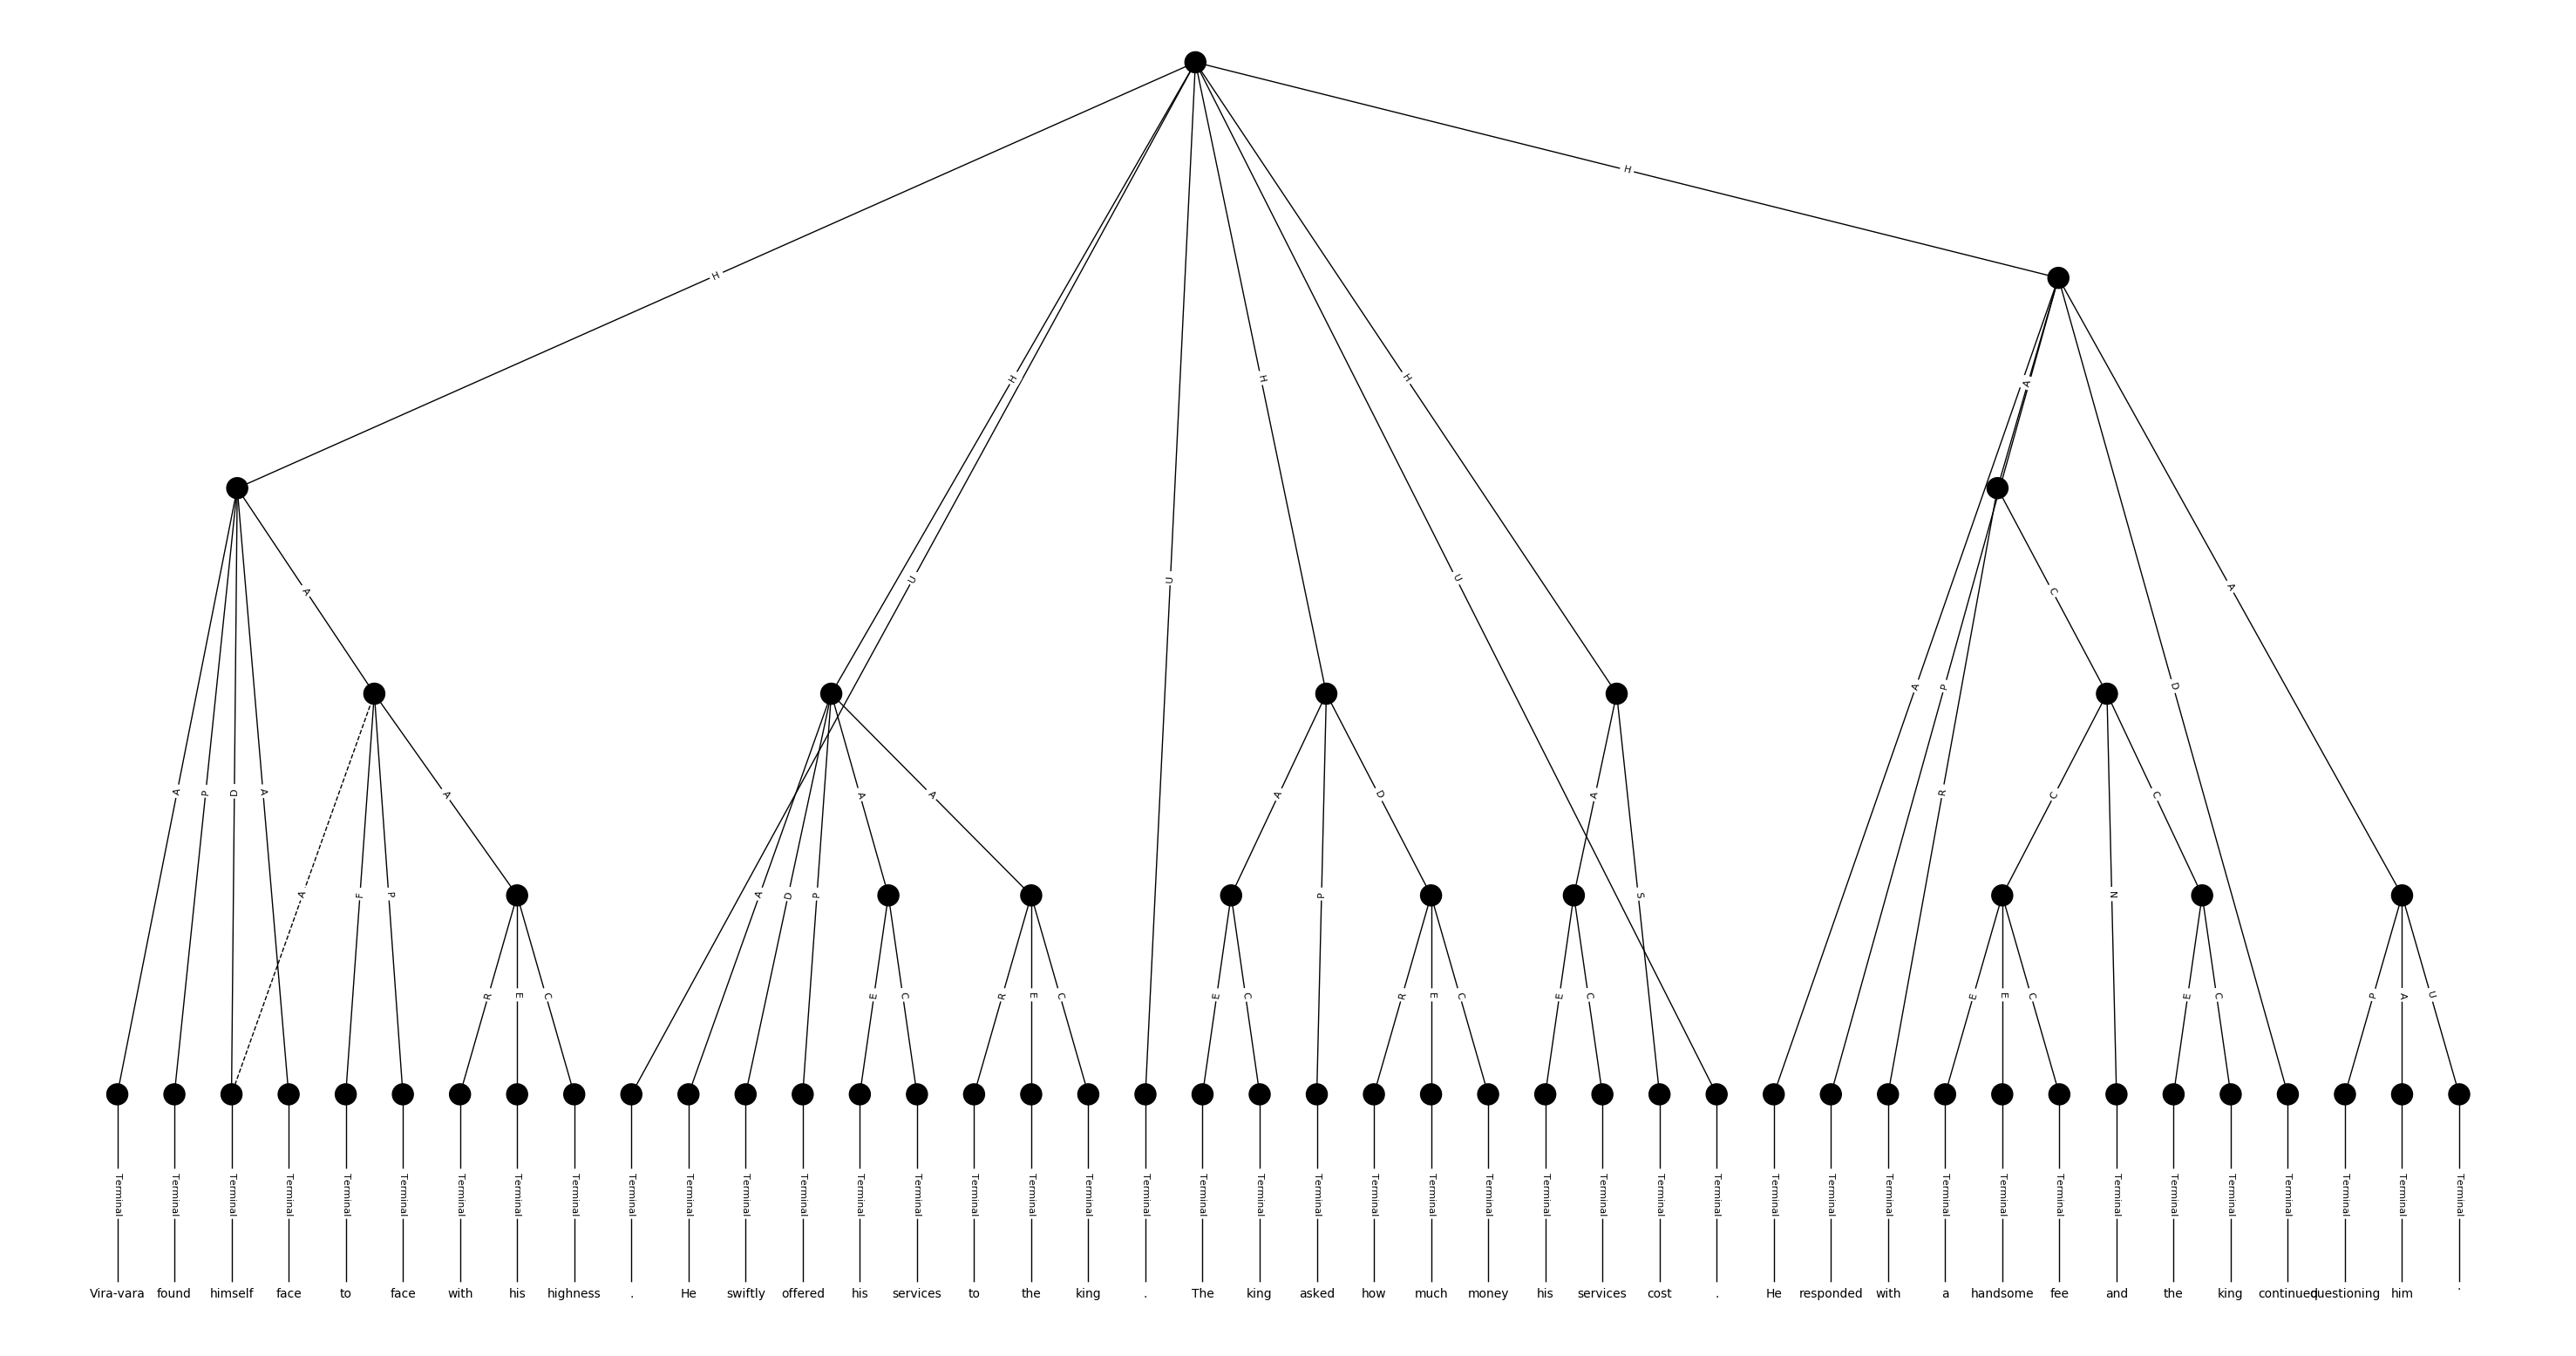 H
H
A
H
H
H
A
U
U
U
A
C
A
A
P
D
D
A
P
D
A
A
A
A
A
D
A
R
C
C
A
F
P
A
D
P
P
S
N
R
E
C
E
C
R
E
C
E
C
R
E
C
E
C
E
E
C
E
C
P
A
U
Terminal Terminal Terminal Terminal Terminal Terminal Terminal Terminal Terminal Terminal Terminal Terminal Terminal Terminal Terminal Terminal Terminal Terminal Terminal Terminal Terminal Terminal Terminal Terminal Terminal Terminal Terminal Terminal Terminal Terminal Terminal Terminal Terminal Terminal Terminal Terminal Terminal Terminal Terminal Terminal Terminal Terminal
Vira-vara found himself face to face with his highness . He swiftly offered his services to the king . The king asked how much money his services cost . He responded with a handsome fee and the king continued questioning him .